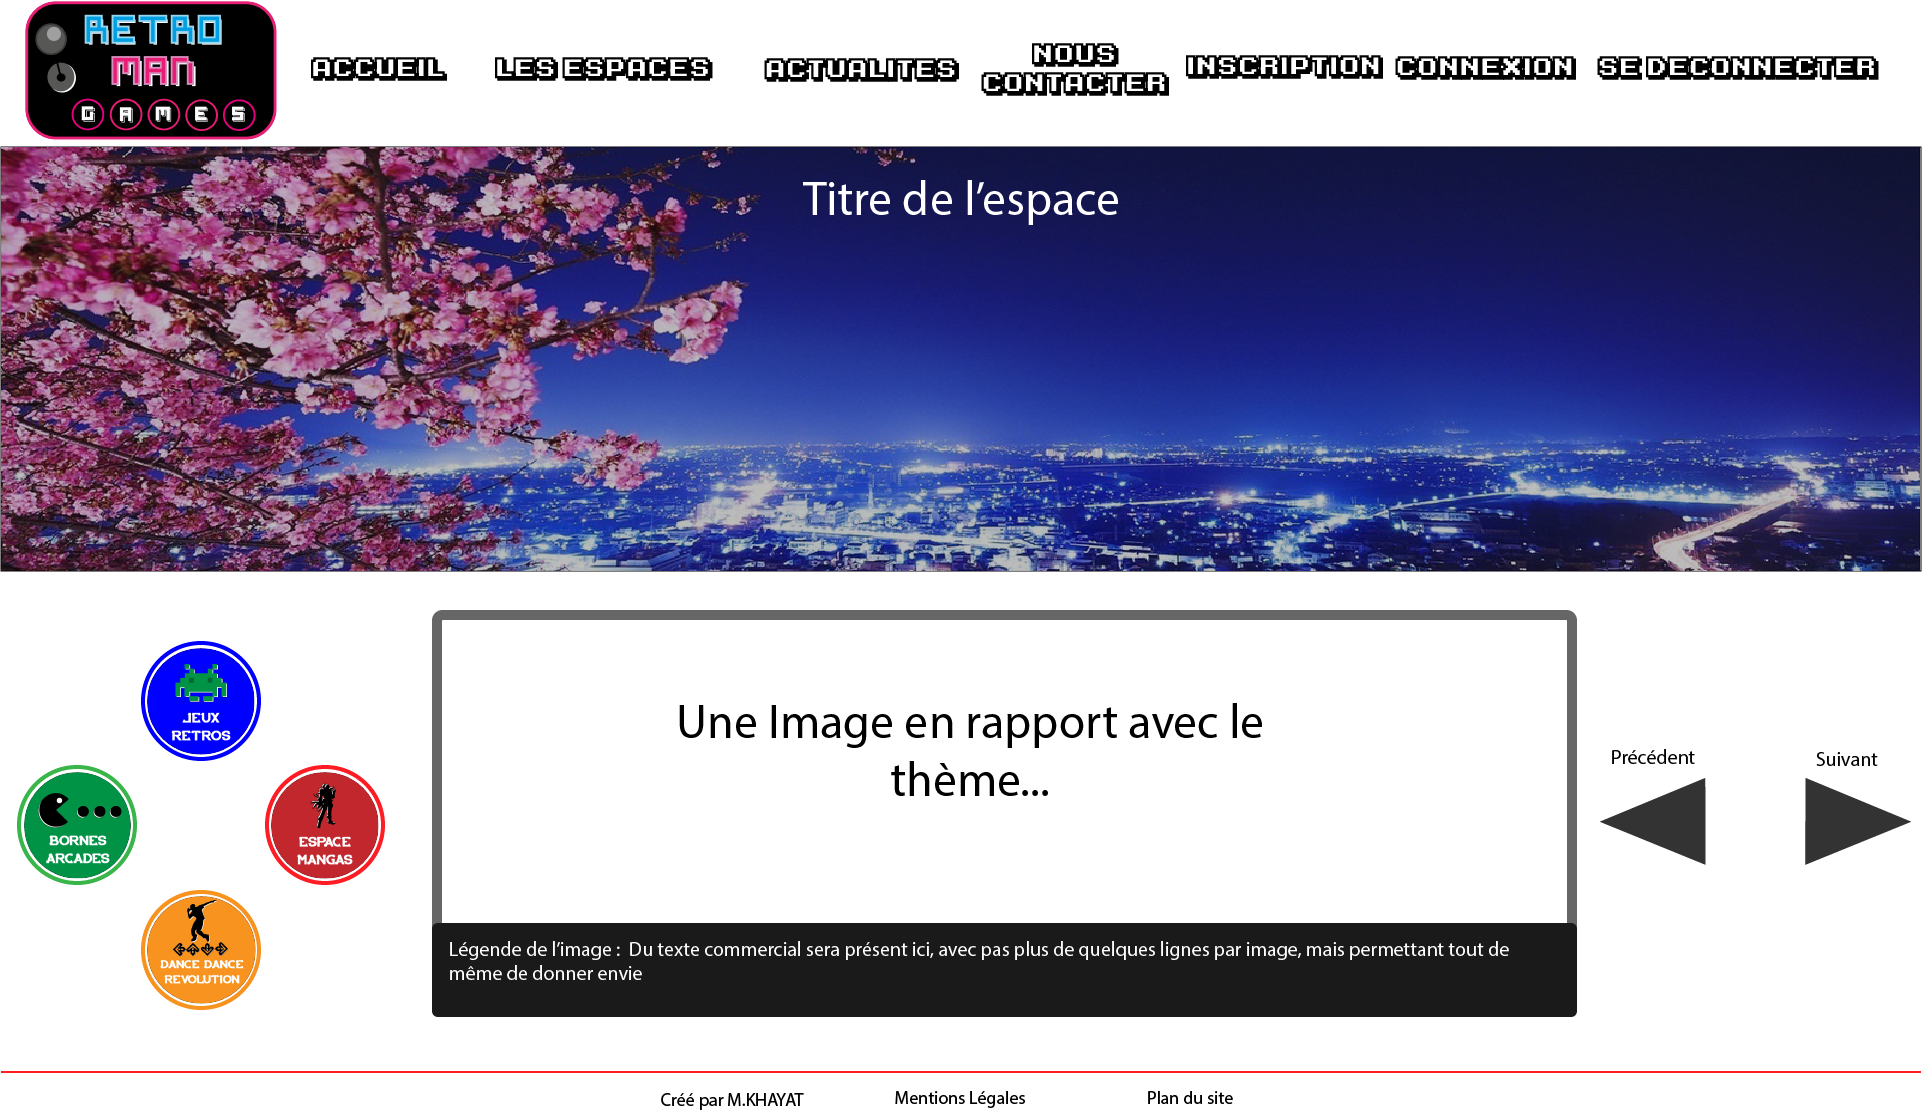 RETRO
MAN
GAMES
ACCUEIL
LES ESPACES
ACTUALITES
NOUS
CONTACTER
INSCRIPTION
CONNEXION
SE DECONNECTER
Titre de l’espace
JEUX
RETROS
BORNES
ARCADES
ESPACE
MANGAS
DANCE DANCE
REVOLUTION
Une Image en rapport avec le
thème...
Légende de l’image : Du texte commercial sera présent ici, avec pas plus de quelques lignes par image, mais permettant tout de
même de donner envie
Précédent
Suivant
Créé par M.KHAYAT
Mentions Légales
Plan du site